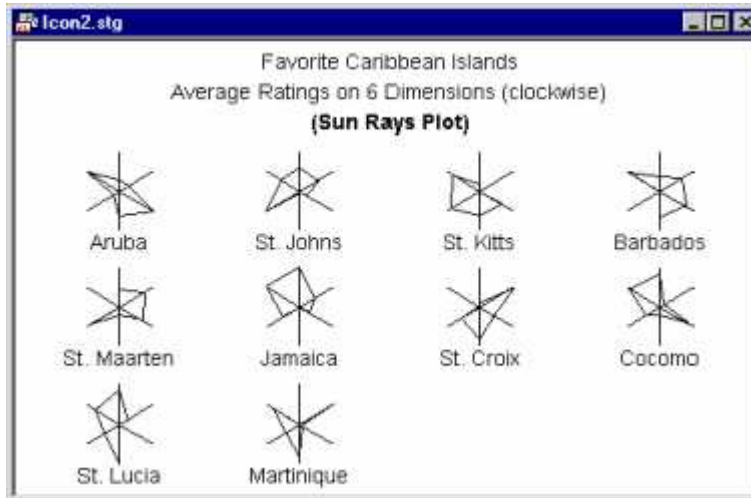 Icon2.stg
Favorite Caribbean Islands
Average Ratings on 6 Dimensions (clockwise)
(Sun Rays Plot)
Aruba
St. Johns
St. Kitts
Barbados
St. Maarten
Jamaica
St. Croix
Cocomo
St. Lucia
Martinique